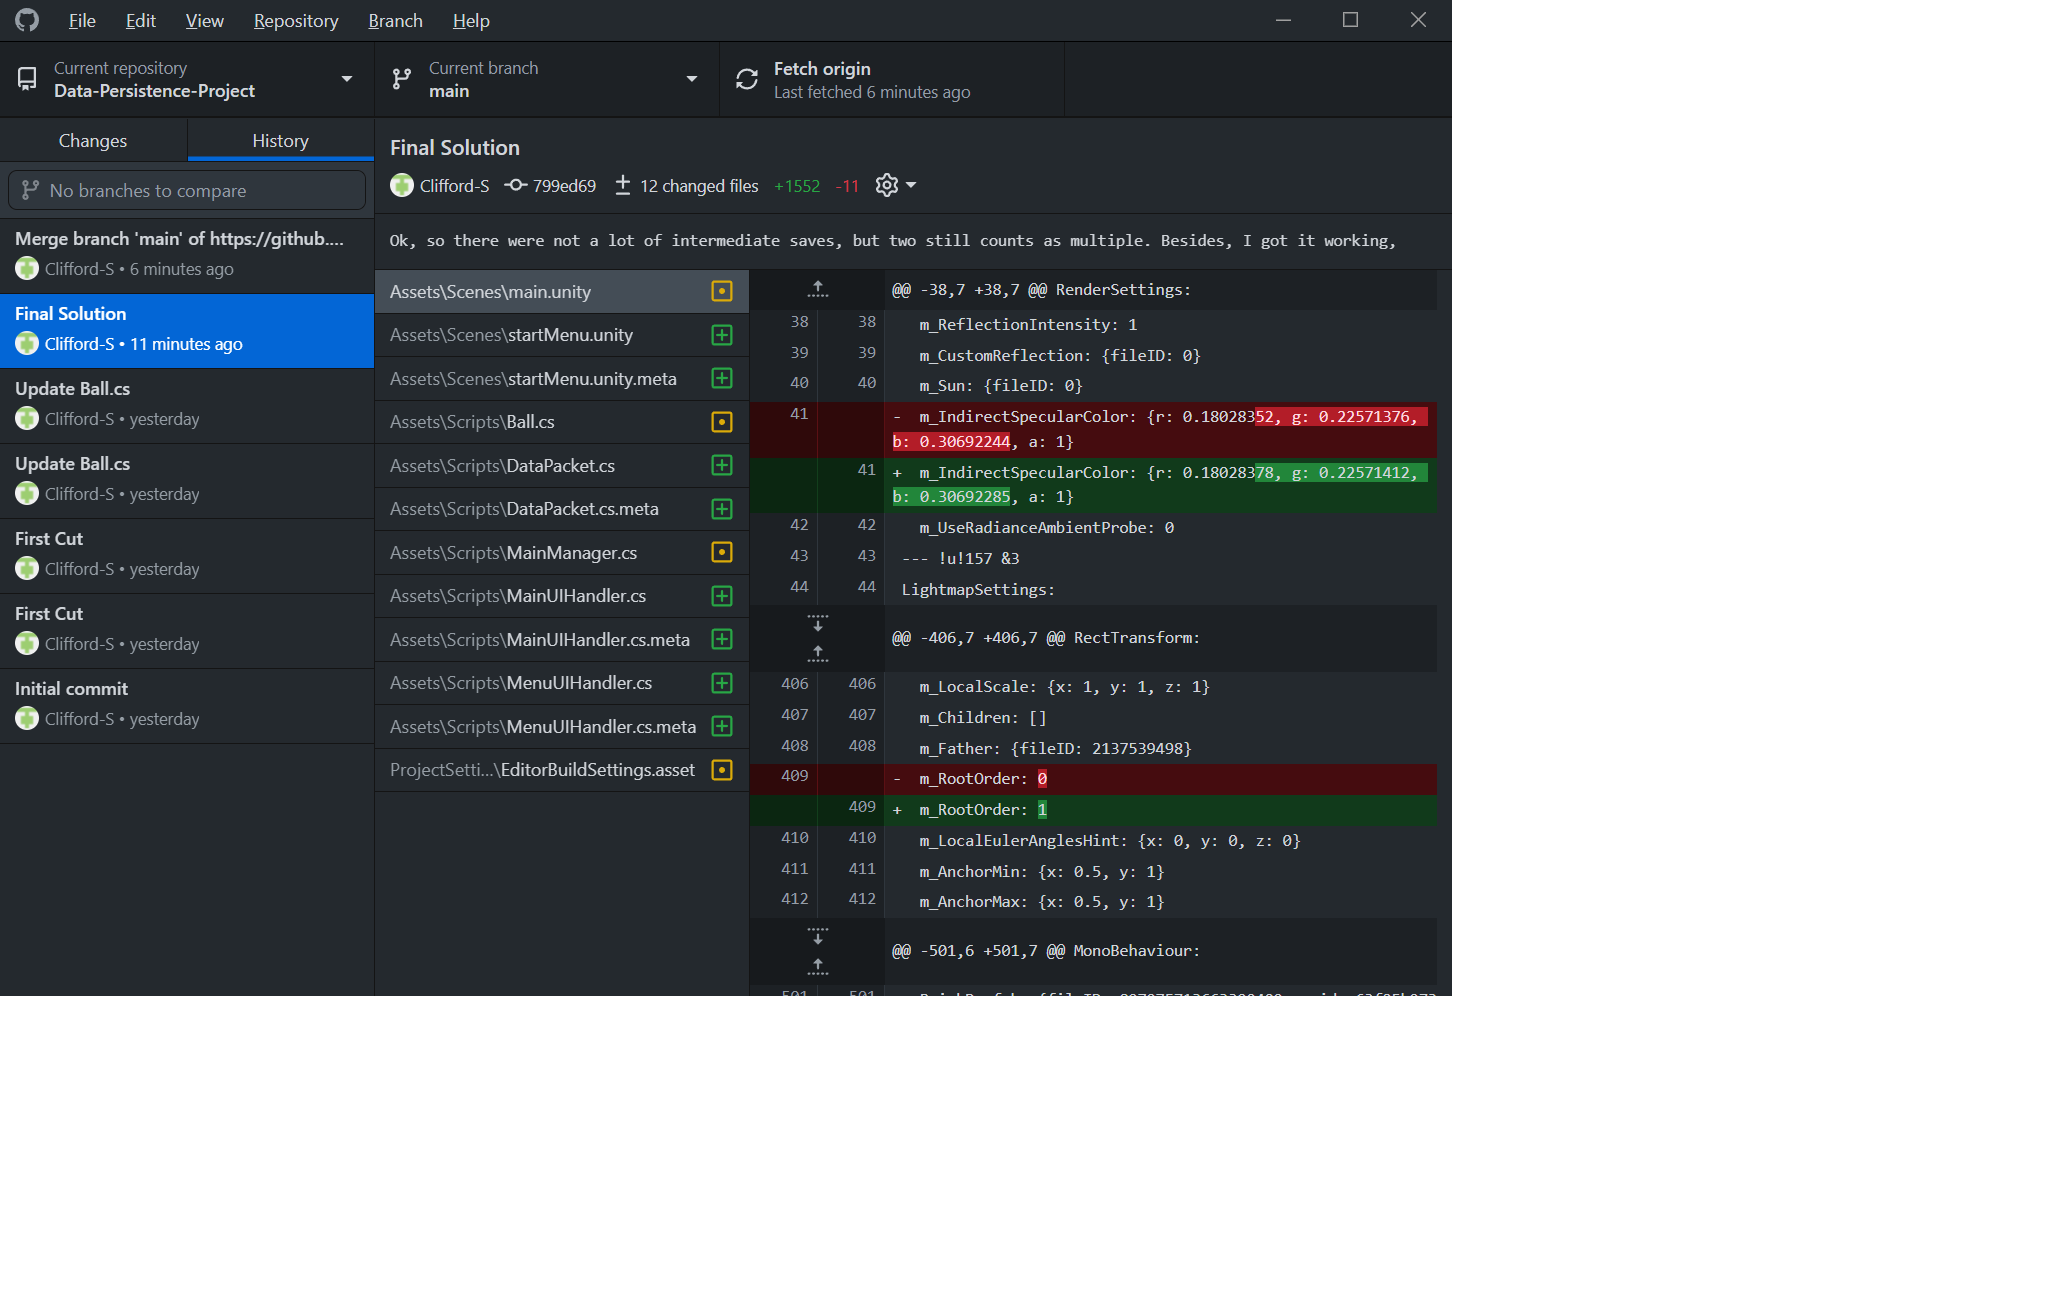 File Edit View Repository Branch Help
Current repository
Data-Persistence-Project
Current branch
main
Fetch origin
Last fetched 6 minutes ago
Changes
History
No branches to compare
Merge branch 'main' of https://github....
Clifford-S • 6 minutes ago
Final Solution
Clifford-S • 11 minutes ago
Update Ball.cs
Clifford-S • yesterday
Update Ball.cs
Clifford-S • yesterday
First Cut
Clifford-S • yesterday
First Cut
Clifford-S • yesterday
Initial commit
Clifford-S • yesterday
Final Solution
Clifford-S 799ed69 12 changed files +1552 -11
Ok, so there were not a lot of intermediate saves, but two still counts as multiple. Besides, I got it working,
Assets\Scenes\main.unity
Assets\Scenes\startMenu.unity
Assets\Scenes\startMenu.unity.meta
Assets\Scripts\Ball.cs
Assets\Scripts\DataPacket.cs
Assets\Scripts\DataPacket.cs.meta
Assets\Scripts\MainManager.cs
Assets\Scripts\MainUIHandler.cs
Assets\Scripts\MainUIHandler.cs.meta
Assets\Scripts\MenuUIHandler.cs
Assets\Scripts\MenuUIHandler.cs.meta
ProjectSetti...\EditorBuildSettings.asset
@@ -38,7 +38,7 @@ RenderSettings:
38 38 m_ReflectionIntensity: 1
39 39 m_CustomReflection: {fileID: 0}
40 40 m_Sun: {fileID: 0}
41 - m_IndirectSpecularColor: {r: 0.18028352, g: 0.22571376,
b: 0.30692244, a: 1}
41 + m_IndirectSpecularColor: {r: 0.18028378, g: 0.22571412,
b: 0.30692285, a: 1}
42 42 m_UseRadianceAmbientProbe: 0
43 43 --- !u!157 &3
44 44 LightmapSettings:
@@ -406,7 +406,7 @@ RectTransform:
406 406 m_LocalScale: {x: 1, y: 1, z: 1}
407 407 m_Children: []
408 408 m_Father: {fileID: 2137539498}
409 - m_RootOrder: 0
409 + m_RootOrder: 1
410 410 m_LocalEulerAnglesHint: {x: 0, y: 0, z: 0}
411 411 m_AnchorMin: {x: 0.5, y: 1}
412 412 m_AnchorMax: {x: 0.5, y: 1}
@@ -501,6 +501,7 @@ MonoBehaviour:
501 501